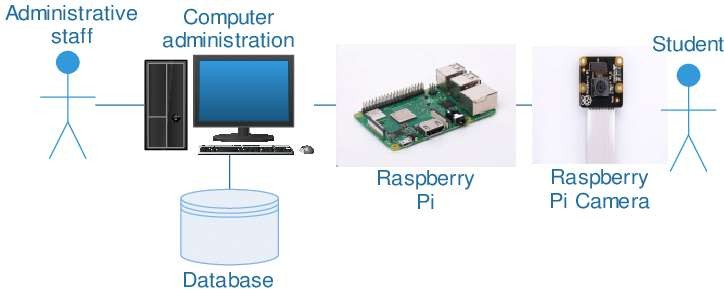 Administrative
staff
Computer
administration
Student
Raspberry
Pi
Raspberry
Pi Camera
Database